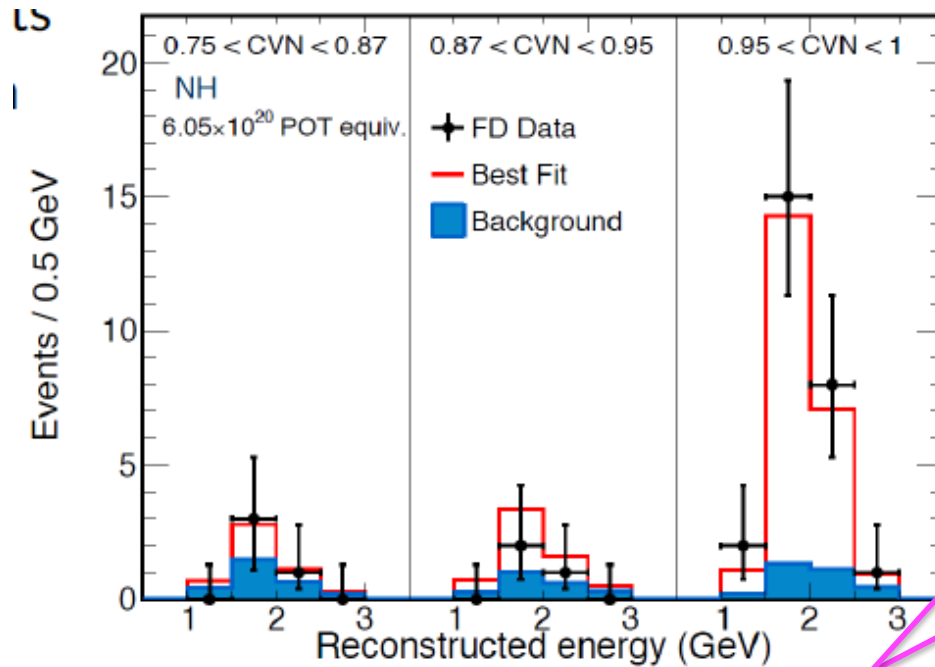 ts
0.75 < CVN < 0.87
0.87 < CVN < 0.95
0.95 < CVN < 1
NH
6.05×10²⁰ POT equiv.
FD Data
Best Fit
Background
Events / 0.5 GeV
20
15
10
5
0
1 2 3 1 2 3 1 2 3
Reconstructed energy (GeV)